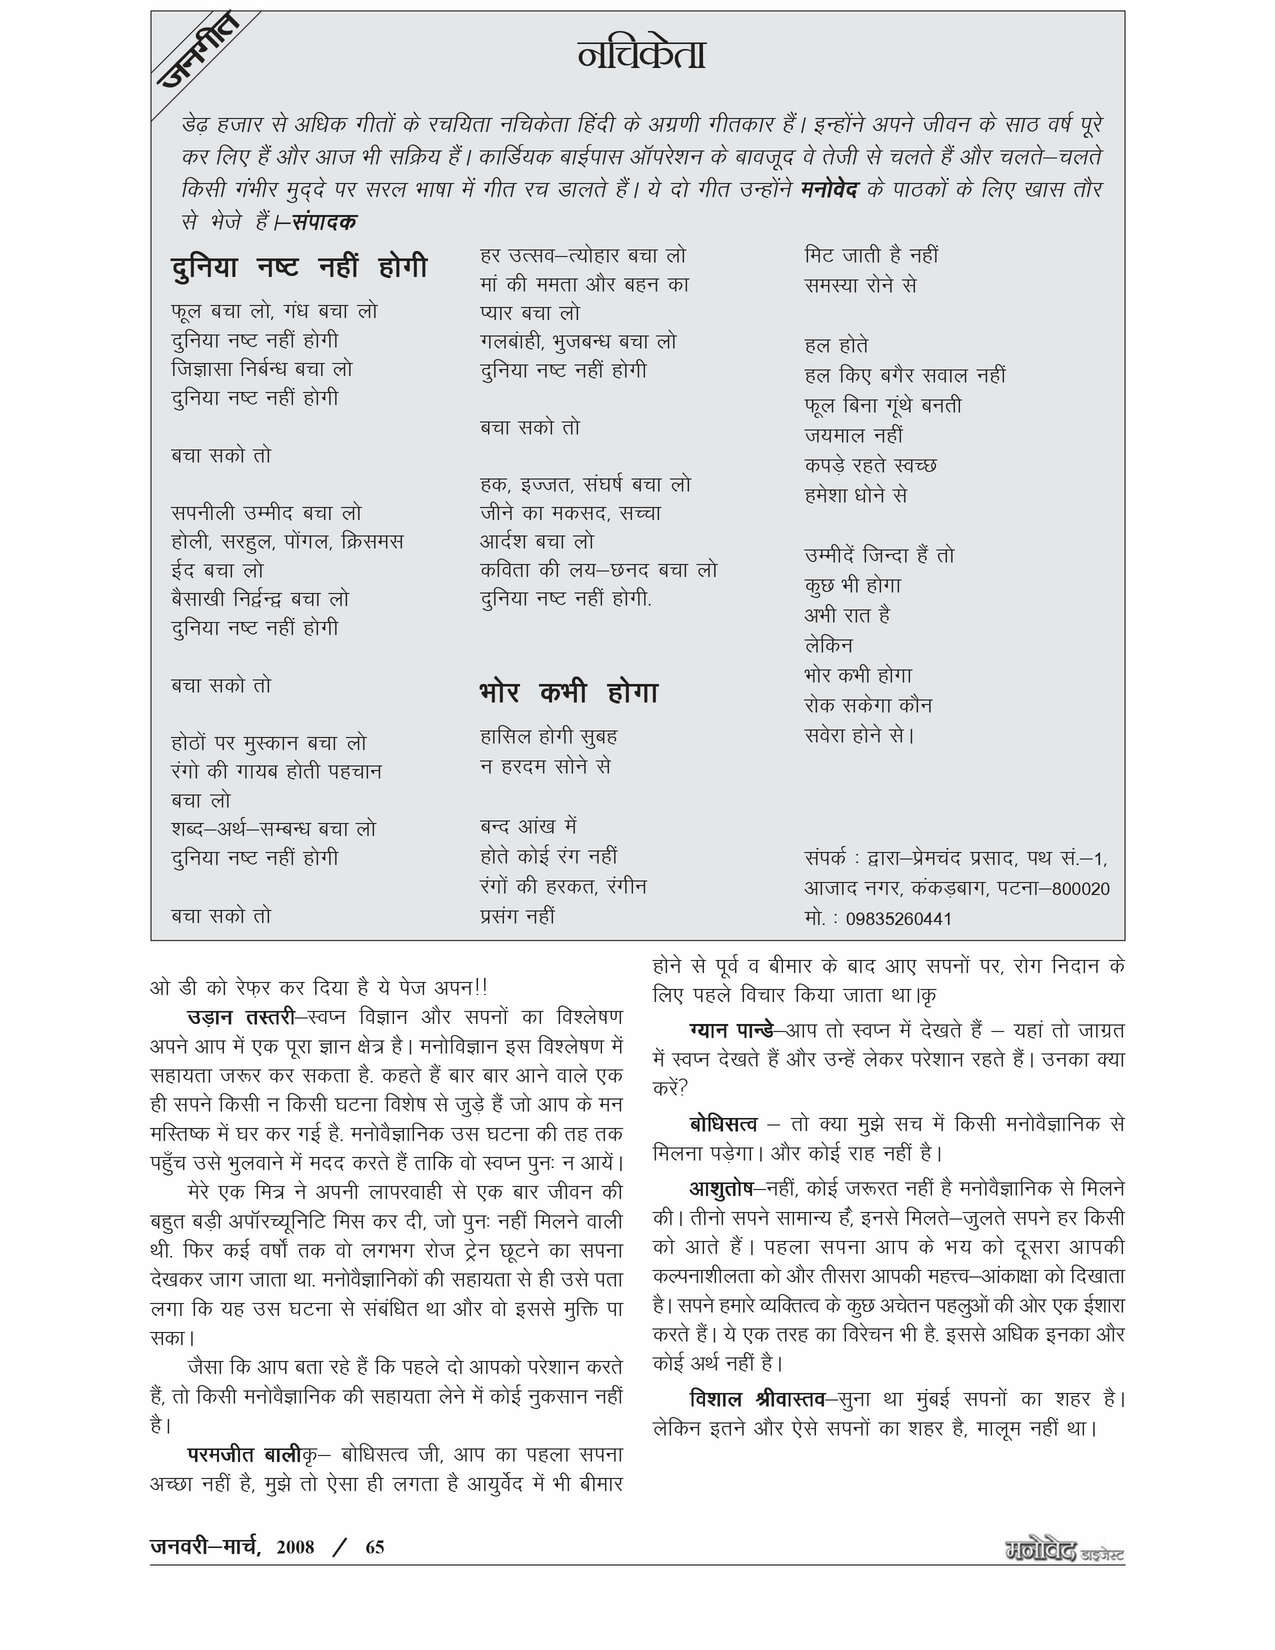 जनगीत
नचिकेता
डेढ़ हजार से अधिक गीतों के रचयिता नचिकेता हिंदी के अग्रणी गीतकार हैं। इन्होंने अपने जीवन के साठ वर्ष पूरे
कर लिए हैं और आज भी सक्रिय हैं। कार्डियक बाईपास ऑपरेशन के बावजूद वे तेजी से चलते हैं और चलते–चलते
किसी गंभीर मुद्दे पर सरल भाषा में गीत रच डालते हैं। ये दो गीत उन्होंने मनोवेद के पाठकों के लिए खास तौर
से भेजे हैं।–संपादक
दुनिया नष्ट नहीं होगी
फूल बचा लो, गंध बचा लो
दुनिया नष्ट नहीं होगी
जिज्ञासा निर्बन्ध बचा लो
दुनिया नष्ट नहीं होगी
बचा सको तो
सपनीली उम्मीद बचा लो
होली, सरहुल, पोंगल, क्रिसमस
ईद बचा लो
बैसाखी निर्द्वन्द्व बचा लो
दुनिया नष्ट नहीं होगी
बचा सको तो
होठों पर मुस्कान बचा लो
रंगो की गायब होती पहचान
बचा लो
शब्द–अर्थ–सम्बन्ध बचा लो
दुनिया नष्ट नहीं होगी
बचा सको तो
हर उत्सव–त्योहार बचा लो
मां की ममता और बहन का
प्यार बचा लो
गलबांही, भुजबन्ध बचा लो
दुनिया नष्ट नहीं होगी
बचा सको तो
हक, इज्जत, संघर्ष बचा लो
जीने का मकसद, सच्चा
आर्दश बचा लो
कविता की लय–छनद बचा लो
दुनिया नष्ट नहीं होगी.
भोर कभी होगा
हासिल होगी सुबह
न हरदम सोने से
बन्द आंख में
होते कोई रंग नहीं
रंगों की हरकत, रंगीन
प्रसंग नहीं
मिट जाती है नहीं
समस्या रोने से
हल होते
हल किए बगैर सवाल नहीं
फूल बिना गूंथे बनती
जयमाल नहीं
कपड़े रहते स्वच्छ
हमेशा धोने से
उम्मीदें जिन्दा हैं तो
कुछ भी होगा
अभी रात है
लेकिन
भोर कभी होगा
रोक सकेगा कौन
सवेरा होने से।
संपर्क : द्वारा–प्रेमचंद प्रसाद, पथ सं.–1,
आजाद नगर, कंकड़बाग, पटना–800020
मो. : 09835260441
ओ डी को रेफ़र कर दिया है ये पेज अपन!!
उड़ान तस्तरी–स्वप्न विज्ञान और सपनों का विश्लेषण
अपने आप में एक पूरा ज्ञान क्षेत्र है। मनोविज्ञान इस विश्लेषण में
सहायता जरूर कर सकता है. कहते हैं बार बार आने वाले एक
ही सपने किसी न किसी घटना विशेष से जुड़े हैं जो आप के मन
मस्तिष्क में घर कर गई है. मनोवैज्ञानिक उस घटना की तह तक
पहुँच उसे भुलवाने में मदद करते हैं ताकि वो स्वप्न पुनः न आयें।
मेरे एक मित्र ने अपनी लापरवाही से एक बार जीवन की
बहुत बड़ी अपॉरच्यूनिटि मिस कर दी, जो पुनः नहीं मिलने वाली
थी. फिर कई वर्षों तक वो लगभग रोज ट्रेन छूटने का सपना
देखकर जाग जाता था. मनोवैज्ञानिकों की सहायता से ही उसे पता
लगा कि यह उस घटना से संबंधित था और वो इससे मुक्ति पा
सका।
जैसा कि आप बता रहे हैं कि पहले दो आपको परेशान करते
हैं, तो किसी मनोवैज्ञानिक की सहायता लेने में कोई नुकसान नहीं
है।
परमजीत बालीकृ– बोधिसत्व जी, आप का पहला सपना
अच्छा नहीं है, मुझे तो ऐसा ही लगता है आयुर्वेद में भी बीमार
होने से पूर्व व बीमार के बाद आए सपनों पर, रोग निदान के
लिए पहले विचार किया जाता था।कृ
ग्यान पान्डे–आप तो स्वप्न में देखते हैं – यहां तो जाग्रत
में स्वप्न देखते हैं और उन्हें लेकर परेशान रहते हैं। उनका क्या
करें?
बोधिसत्व – तो क्या मुझे सच में किसी मनोवैज्ञानिक से
मिलना पड़ेगा। और कोई राह नहीं है।
आशुतोष–नहीं, कोई जरूरत नहीं है मनोवैज्ञानिक से मिलने
की। तीनो सपने सामान्य हैं, इनसे मिलते–जुलते सपने हर किसी
को आते हैं। पहला सपना आप के भय को दूसरा आपकी
कल्पनाशीलता को और तीसरा आपकी महत्त्व–आंकाक्षा को दिखाता
है। सपने हमारे व्यक्तित्व के कुछ अचेतन पहलुओं की ओर एक ईशारा
करते हैं। ये एक तरह का विरेचन भी है. इससे अधिक इनका और
कोई अर्थ नहीं है।
विशाल श्रीवास्तव–सुना था मुंबई सपनों का शहर है।
लेकिन इतने और ऐसे सपनों का शहर है, मालूम नहीं था।
जनवरी–मार्च, 2008 / 65
मनोवेद डाइजेस्ट